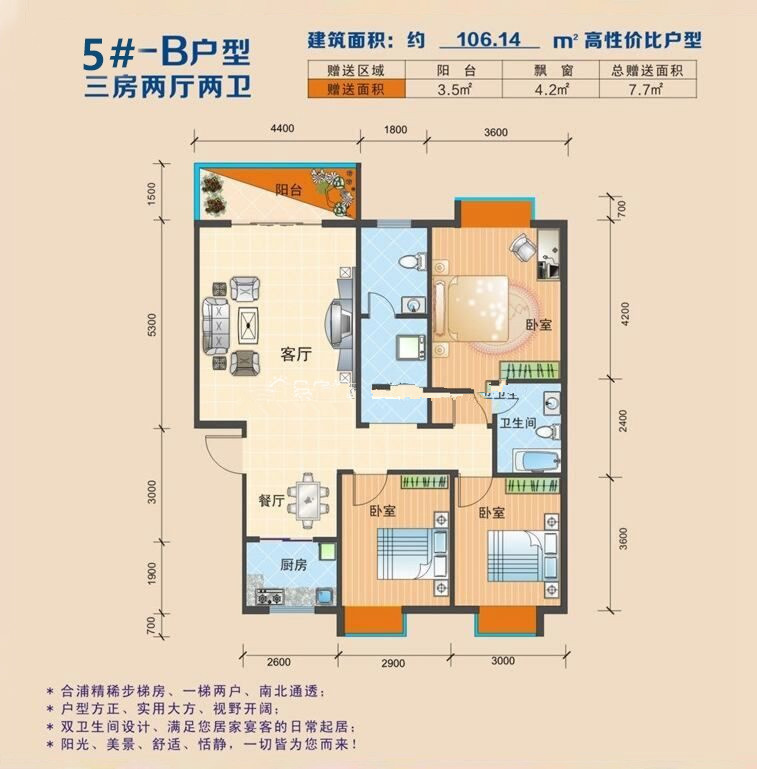 5#-B户型
三房两厅两卫
建筑面积：约 106.14 m² 高性价比户型
赠送区域 阳 台 飘 窗 总赠送面积
赠送面积 3.5㎡ 4.2㎡ 7.7㎡
4400 1800 3600
1500
700
阳台
5300
4200
客厅
卧室
卫生间
2400
3000
餐厅
卧室
卧室
3600
厨房
1900
700
2600 2900 3000
* 合浦精稀步梯房、一梯两户、南北通透；
* 户型方正、实用大方、视野开阔；
* 双卫生间设计、满足您居家宴客的日常起居；
* 阳光、美景、舒适、恬静，一切皆为您而来！